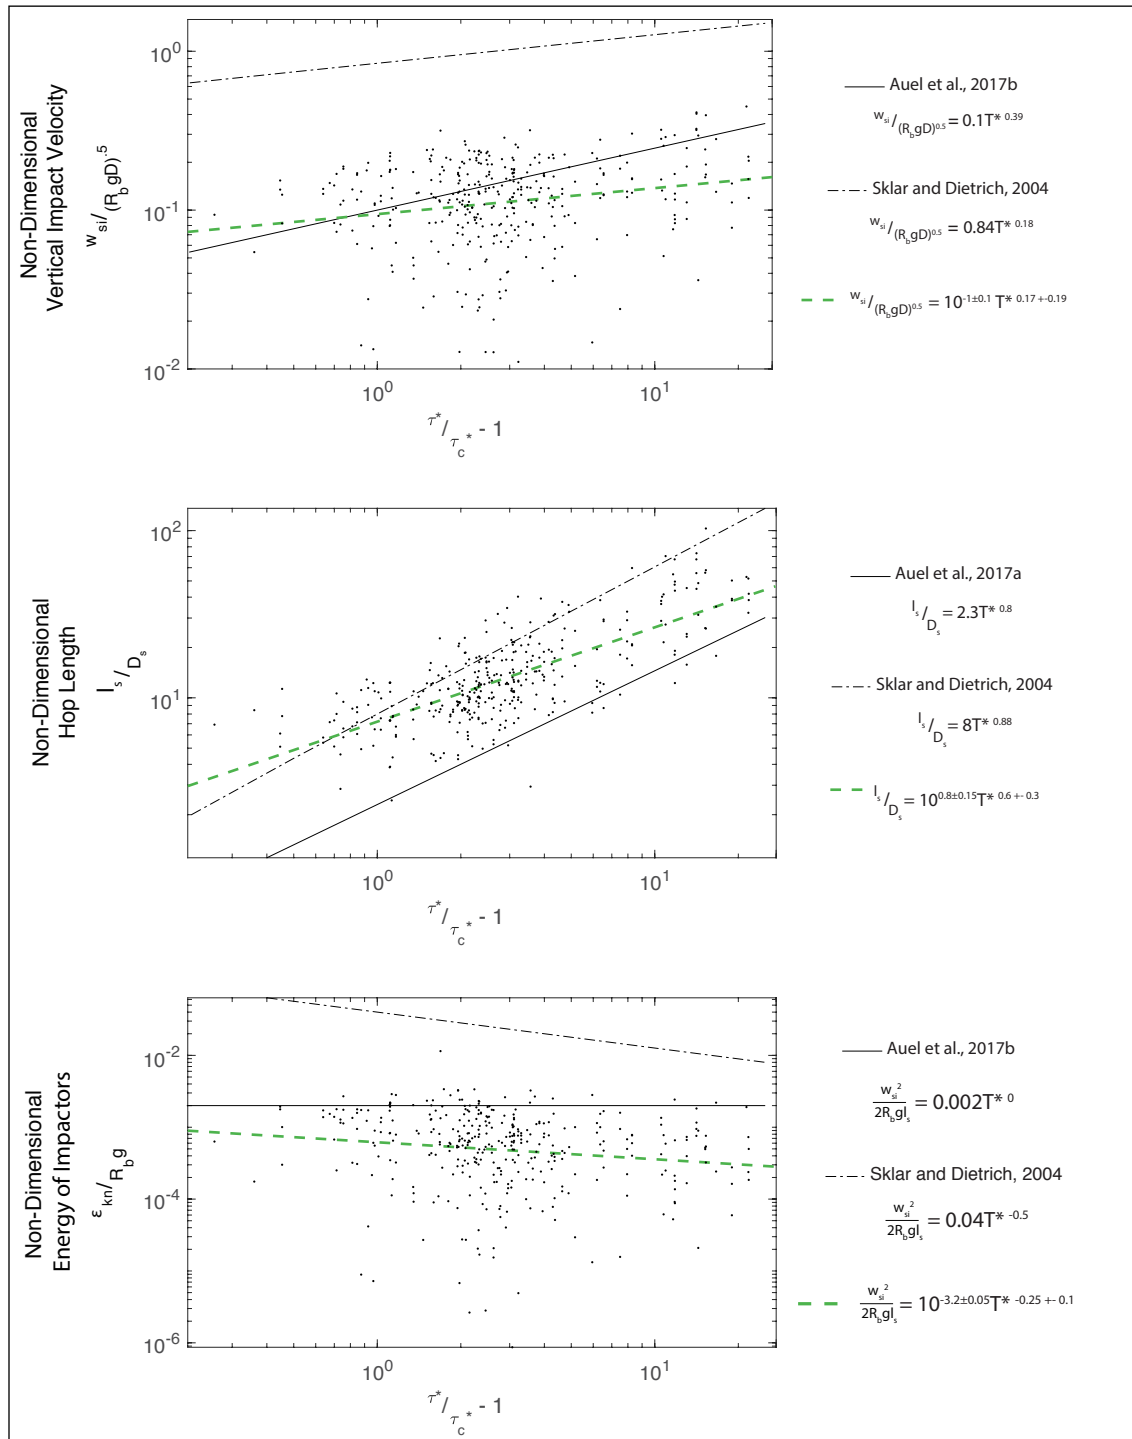 Non-Dimensional
Vertical Impact Velocity
w_si/(R_b gD)^.5
10^0
10^-1
10^-2
10^0
10^1
τ*/τ_c* - 1
Auel et al., 2017b
w_si/(R_b gD)^0.5 = 0.1T* ^0.39
Sklar and Dietrich, 2004
w_si/(R_b gD)^0.5 = 0.84T* ^0.18
w_si/(R_b gD)^0.5 = 10^-1±0.1 T* ^0.17 +-0.19
Non-Dimensional
Hop Length
l_s/D_s
10^2
10^1
10^0
10^1
τ*/τ_c* - 1
Auel et al., 2017a
l_s/D_s = 2.3T* ^0.8
Sklar and Dietrich, 2004
l_s/D_s = 8T* ^0.88
l_s/D_s = 10^0.8±0.15 T* ^0.6 +- 0.3
Non-Dimensional
Energy of Impactors
ε_kn/R_b g
10^-2
10^-4
10^-6
10^0
10^1
τ*/τ_c* - 1
Auel et al., 2017b
w_si^2/2R_b gl_s = 0.002T* ^0
Sklar and Dietrich, 2004
w_si^2/2R_b gl_s = 0.04T* ^-0.5
w_si^2/2R_b gl_s = 10^-3.2±0.05 T* ^-0.25 +- 0.1